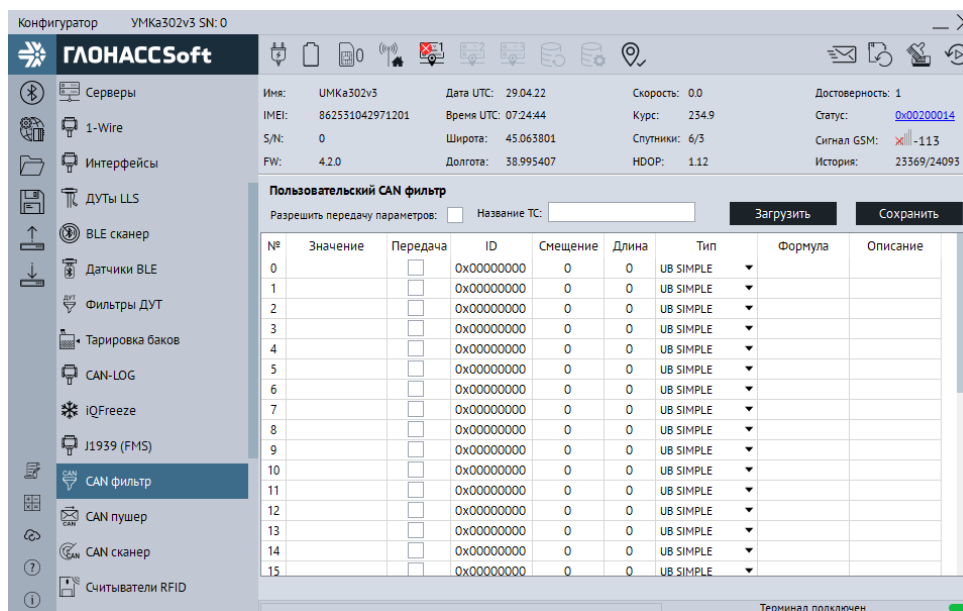 Конфигуратор УМКа302v3 SN: 0
ГЛОНАССSoft
0
1
2
Серверы
1-Wire
Интерфейсы
ДУТы LLS
BLE сканер
Датчики BLE
ДУТ
Фильтры ДУТ
Тарировка баков
CAN-LOG
iQFreeze
J1939 (FMS)
CAN
CAN фильтр
CAN
CAN пушер
CAN
CAN сканер
Считыватели RFID
Имя: УМКа302v3 Дата UTC: 29.04.22 Скорость: 0.0 Достоверность: 1
IMEI: 862531042971201 Время UTC: 07:24:44 Курс: 234.9 Статус: 0x00200014
S/N: 0 Широта: 45.063801 Спутники: 6/3 Сигнал GSM: -113
FW: 4.2.0 Долгота: 38.995407 HDOP: 1.12 История: 23369/24093
Пользовательский CAN фильтр
Разрешить передачу параметров: Название ТС: Загрузить Сохранить
№ Значение Передача ID Смещение Длина Тип Формула Описание
0 0x00000000 0 0 UB SIMPLE
1 0x00000000 0 0 UB SIMPLE
2 0x00000000 0 0 UB SIMPLE
3 0x00000000 0 0 UB SIMPLE
4 0x00000000 0 0 UB SIMPLE
5 0x00000000 0 0 UB SIMPLE
6 0x00000000 0 0 UB SIMPLE
7 0x00000000 0 0 UB SIMPLE
8 0x00000000 0 0 UB SIMPLE
9 0x00000000 0 0 UB SIMPLE
10 0x00000000 0 0 UB SIMPLE
11 0x00000000 0 0 UB SIMPLE
12 0x00000000 0 0 UB SIMPLE
13 0x00000000 0 0 UB SIMPLE
14 0x00000000 0 0 UB SIMPLE
15 0x00000000 0 0 UB SIMPLE
Терминал подключен